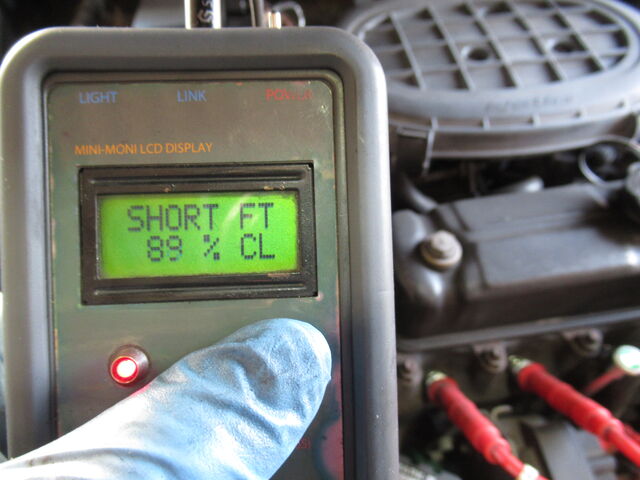 LIGHT LINK POWER
MINI-MONI LCD DISPLAY
SHORT FT
89 % CL